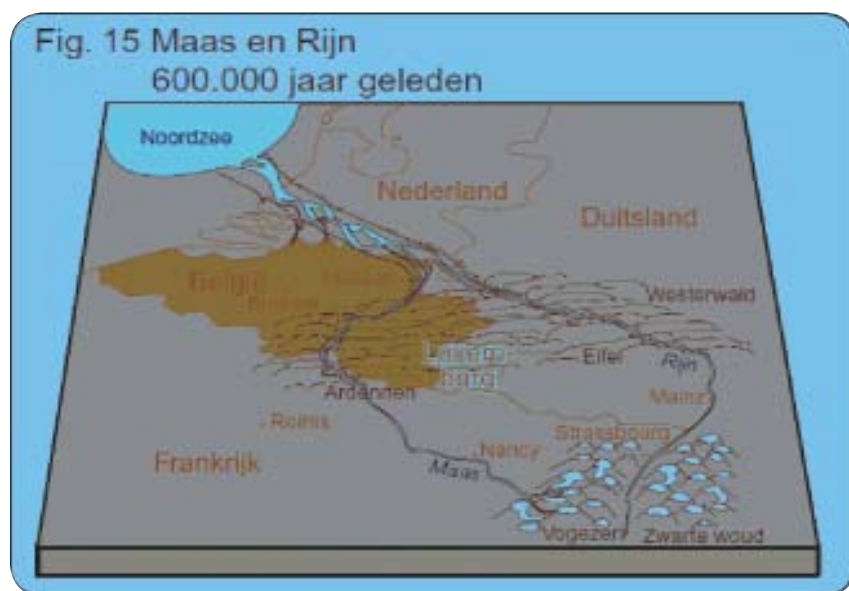 Fig. 15 Maas en Rijn
600.000 jaar geleden
Noordzee
Nederland
Duitsland
België
Westerwald
Eifel
Rijn
Ardennen
Mainz
Reims
Strassbourg
Nancy
Frankrijk
Maas
Vogezen
Zwarte woud